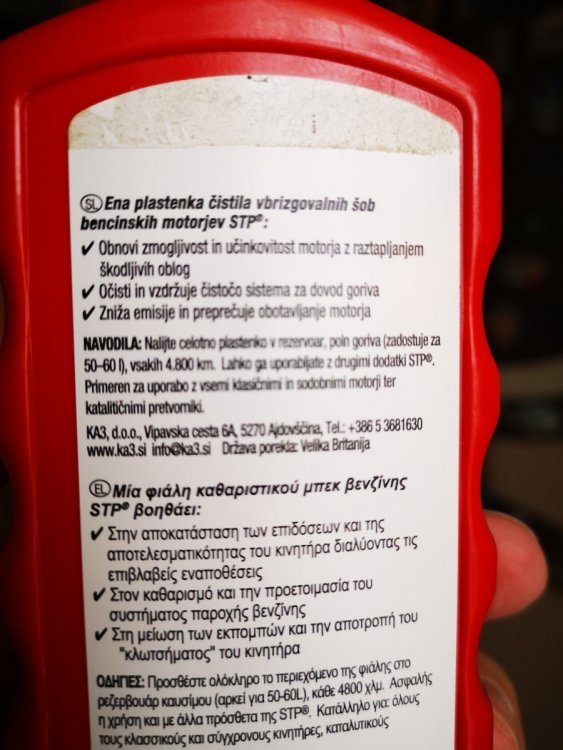 SL Ena plastenka čistila vbrizgovalnih šob
bencinskih motorjev STP®:
✔ Obnovi zmogljivost in učinkovitost motorja z raztapljanjem
škodljivih oblog
✔ Očisti in vzdržuje čistočo sistema za dovod goriva
✔ Zniža emisije in preprečuje obotavljanje motorja
NAVODILA: Nalijte celotno plastenko v rezervoar, poln goriva (zadostuje za
50–60 l), vsakih 4.800 km. Lahko ga uporabljate z drugimi dodatki STP®.
Primeren za uporabo z vsemi klasičnimi in sodobnimi motorji ter
katalitičnimi pretvorniki.
KA3, d.o.o., Vipavska cesta 6A, 5270 Ajdovščina, Tel.: +386 5 3681630
www.ka3.si info@ka3.si Država porekla: Velika Britanija
EL Μία φιάλη καθαριστικού μπεκ βενζίνης
STP® βοηθάει:
✔ Στην αποκατάσταση των επιδόσεων και της
αποτελεσματικότητας του κινητήρα διαλύοντας τις
επιβλαβείς εναποθέσεις
✔ Στον καθαρισμό και την προετοιμασία του
συστήματος παροχής βενζίνης
✔ Στη μείωση των εκπομπών και την αποτροπή του
"κλωτσήματος" του κινητήρα
ΟΔΗΓΙΕΣ: Προσθέστε ολόκληρο το περιεχόμενο της φιάλης στο
ρεζερβουάρ καυσίμου (αρκεί για 50-60L), κάθε 4800 χλμ. Ασφαλής
η χρήση και με άλλα πρόσθετα της STP®. Κατάλληλο για: όλους
τους κλασσικούς και σύγχρονους κινητήρες, καταλυτικούς